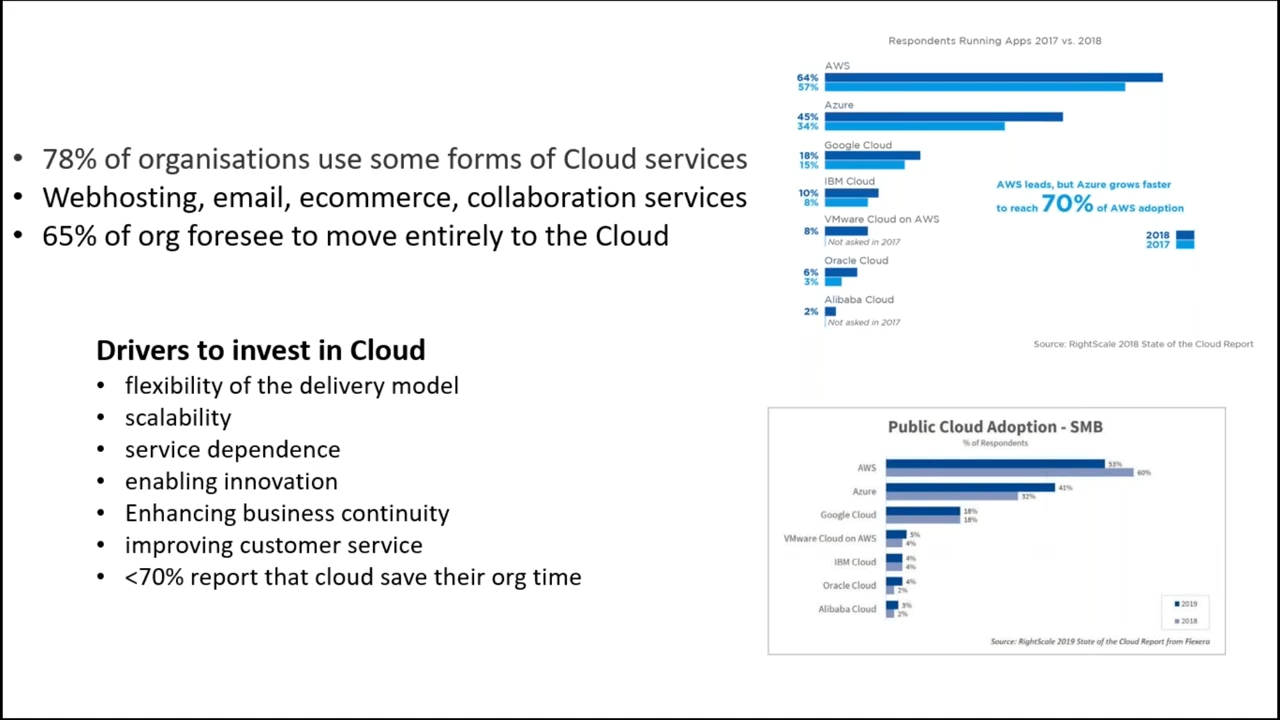 • 78% of organisations use some forms of Cloud services
• Webhosting, email, ecommerce, collaboration services
• 65% of org foresee to move entirely to the Cloud
Drivers to invest in Cloud
• flexibility of the delivery model
• scalability
• service dependence
• enabling innovation
• Enhancing business continuity
• improving customer service
• <70% report that cloud save their org time
Respondents Running Apps 2017 vs. 2018
AWS
64%
57%
Azure
45%
34%
Google Cloud
18%
15%
IBM Cloud
10%
8%
VMware Cloud on AWS
8%
Not asked in 2017
Oracle Cloud
6%
3%
Alibaba Cloud
2%
Not asked in 2017
AWS leads, but Azure grows faster
to reach 70% of AWS adoption
2018
2017
Source: RightScale 2018 State of the Cloud Report
Public Cloud Adoption - SMB
% of Respondents
AWS 53%
60%
Azure 41%
32%
Google Cloud 18%
18%
VMware Cloud on AWS 5%
4%
IBM Cloud 4%
4%
Oracle Cloud 4%
2%
Alibaba Cloud 3%
2%
2019
2018
Source: RightScale 2019 State of the Cloud Report from Flexera